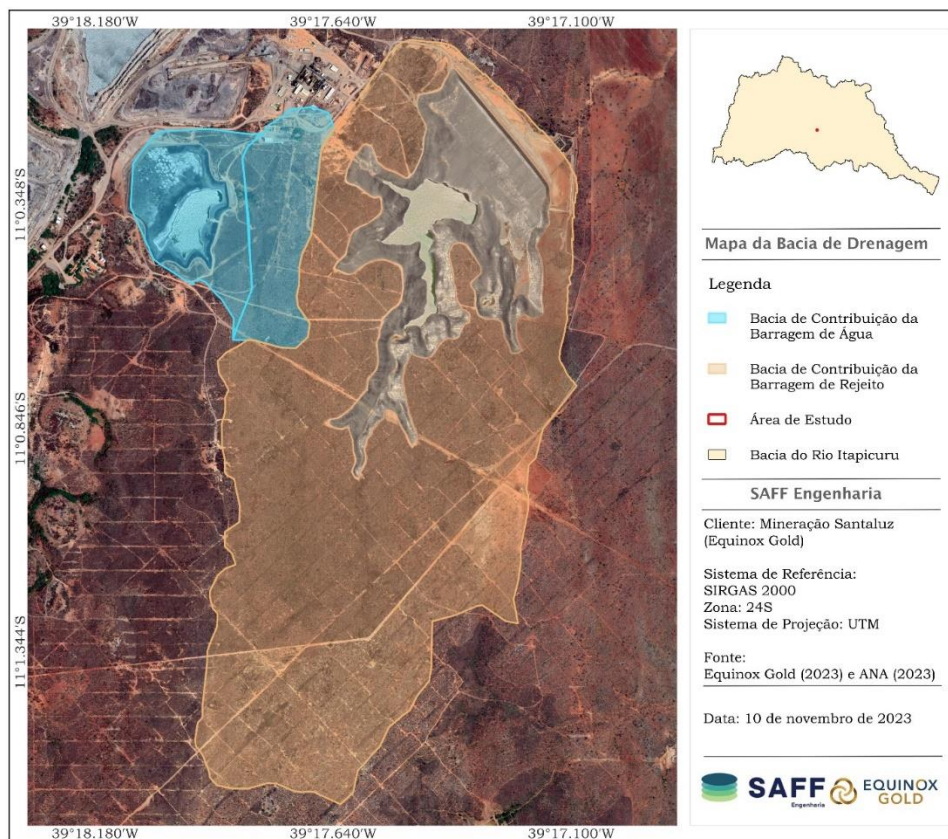 39°18.180'W 39°17.640'W 39°17.100'W
11°0.348'S
11°0.846'S
11°1.344'S
39°18.180'W 39°17.640'W 39°17.100'W
Mapa da Bacia de Drenagem
Legenda
Bacia de Contribuição da
Barragem de Água
Bacia de Contribuição da
Barragem de Rejeito
Área de Estudo
Bacia do Rio Itapicuru
SAFF Engenharia
Cliente: Mineração Santaluz
(Equinox Gold)
Sistema de Referência:
SIRGAS 2000
Zona: 24S
Sistema de Projeção: UTM
Fonte:
Equinox Gold (2023) e ANA (2023)
Data: 10 de novembro de 2023
SAFF
Engenharia
EQUINOX
GOLD